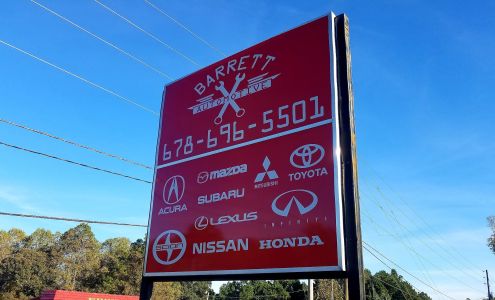 BARRETT
AUTOMOTIVE
678-696-5501
mazda
MITSUBISHI
TOYOTA
ACURA
SUBARU
LEXUS
INFINITI
SCION
NISSAN
HONDA